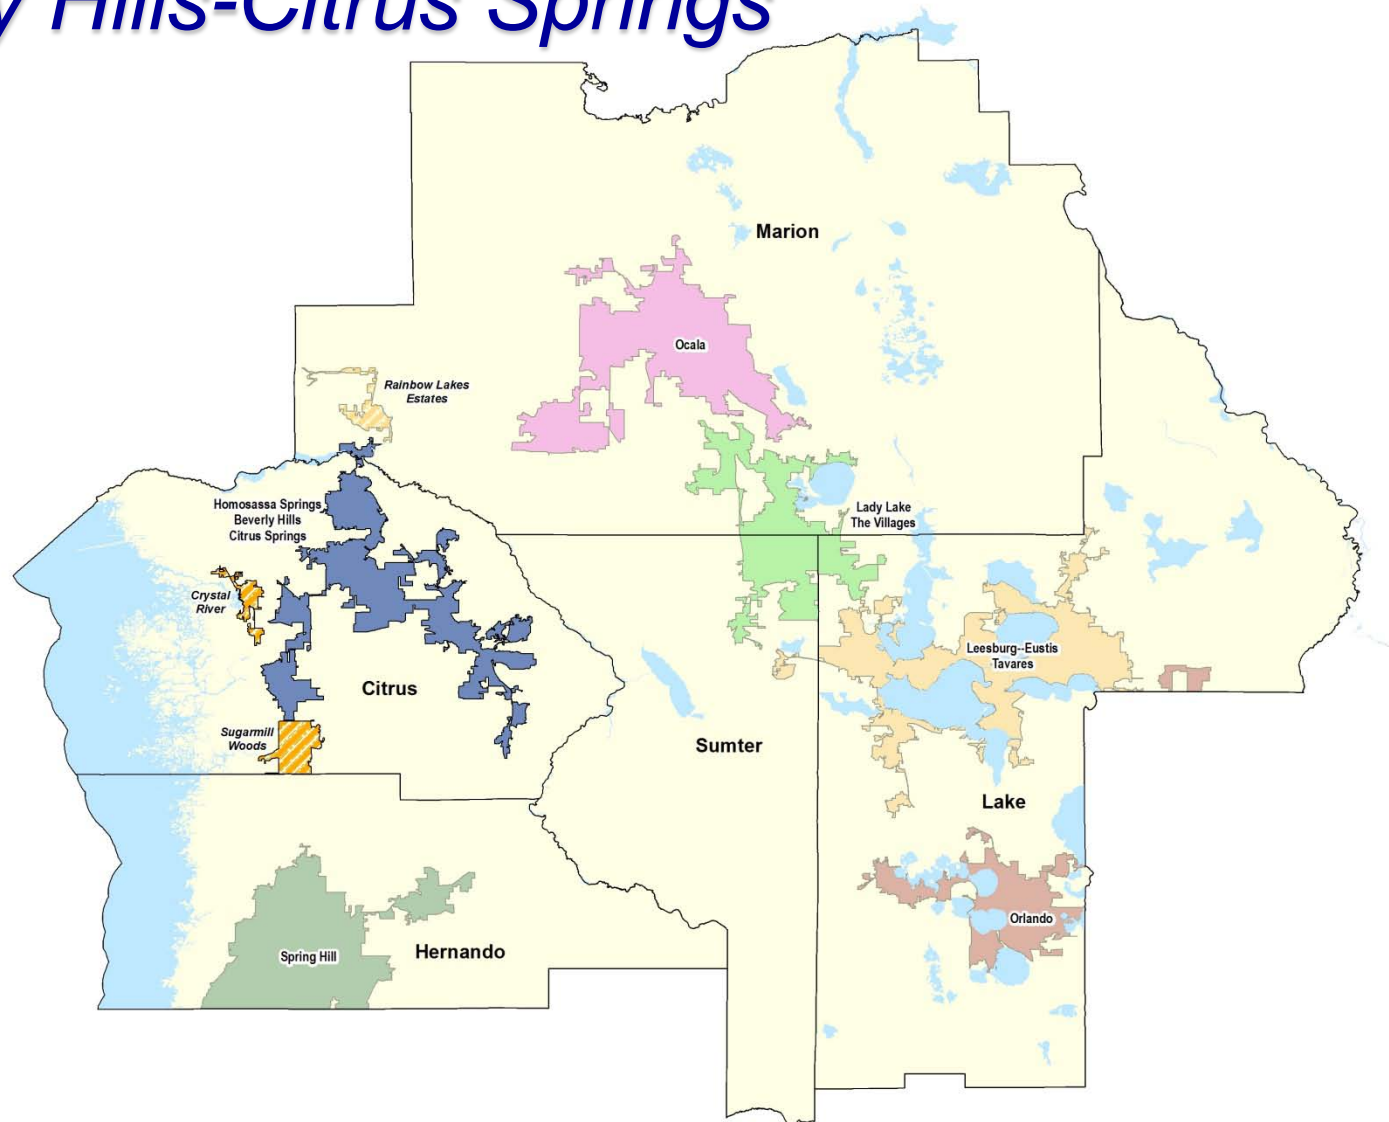 y Hills-Citrus Springs
Marion
Ocala
Rainbow Lakes
Estates
Homosassa Springs
Beverly Hills
Citrus Springs
Lady Lake
The Villages
Crystal
River
Leesburg--Eustis
Tavares
Citrus
Sugarmill
Woods
Sumter
Lake
Orlando
Hernando
Spring Hill